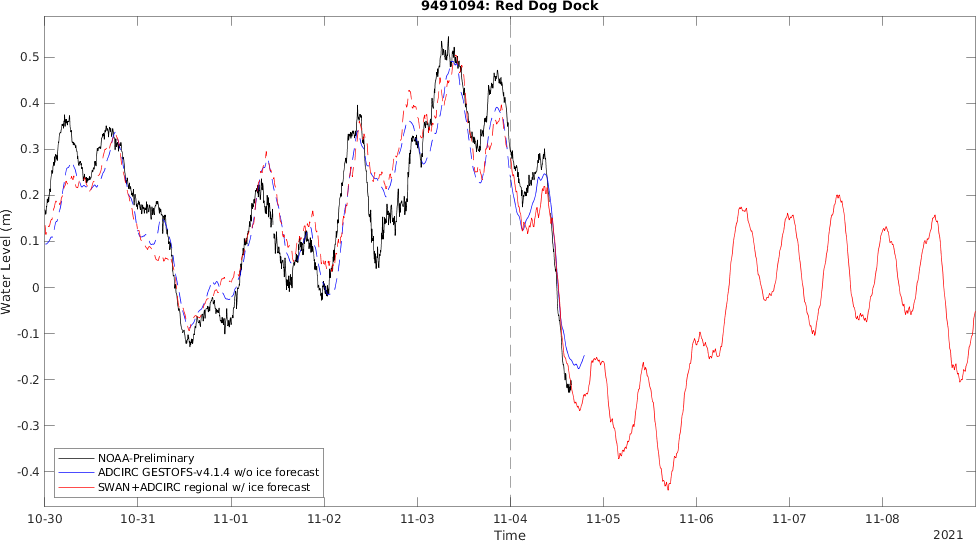 9491094: Red Dog Dock
Water Level (m)
0.5
0.4
0.3
0.2
0.1
0
-0.1
-0.2
-0.3
-0.4
NOAA-Preliminary
ADCIRC GESTOFS-v4.1.4 w/o ice forecast
SWAN+ADCIRC regional w/ ice forecast
10-30 10-31 11-01 11-02 11-03 11-04 11-05 11-06 11-07 11-08
Time
2021